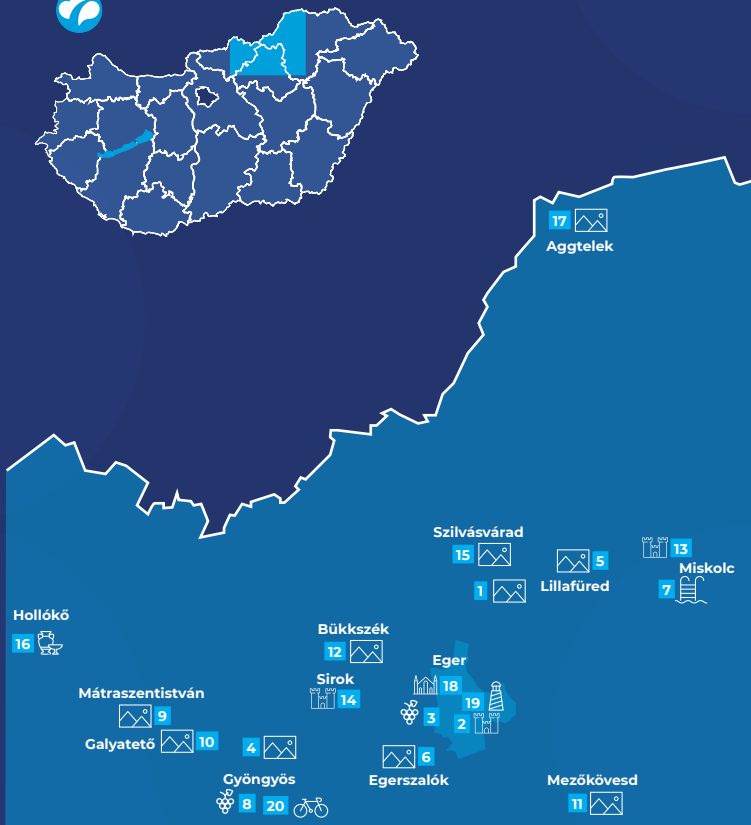 17
Aggtelek
Szilvásvárad
15
5
13
Miskolc
1
Lillafüred
7
Hollókő
16
Bükkszék
12
Eger
Sirok
14
18
19
3
2
Mátraszentistván
9
Galyatető
10
4
6
Egerszalók
Gyöngyös
8
20
Mezőkövesd
11